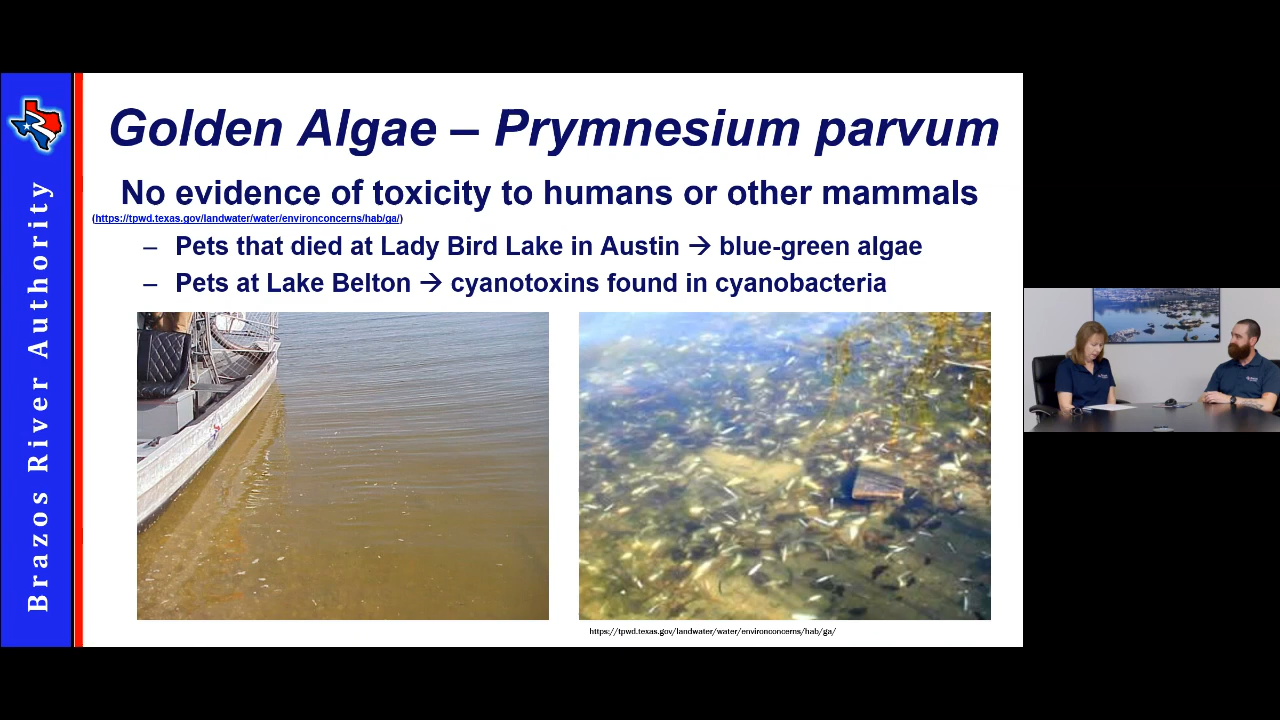 Brazos River Authority
Golden Algae – Prymnesium parvum
No evidence of toxicity to humans or other mammals
(https://tpwd.texas.gov/landwater/water/environconcerns/hab/ga/)
– Pets that died at Lady Bird Lake in Austin → blue-green algae
– Pets at Lake Belton → cyanotoxins found in cyanobacteria
https://tpwd.texas.gov/landwater/water/environconcerns/hab/ga/